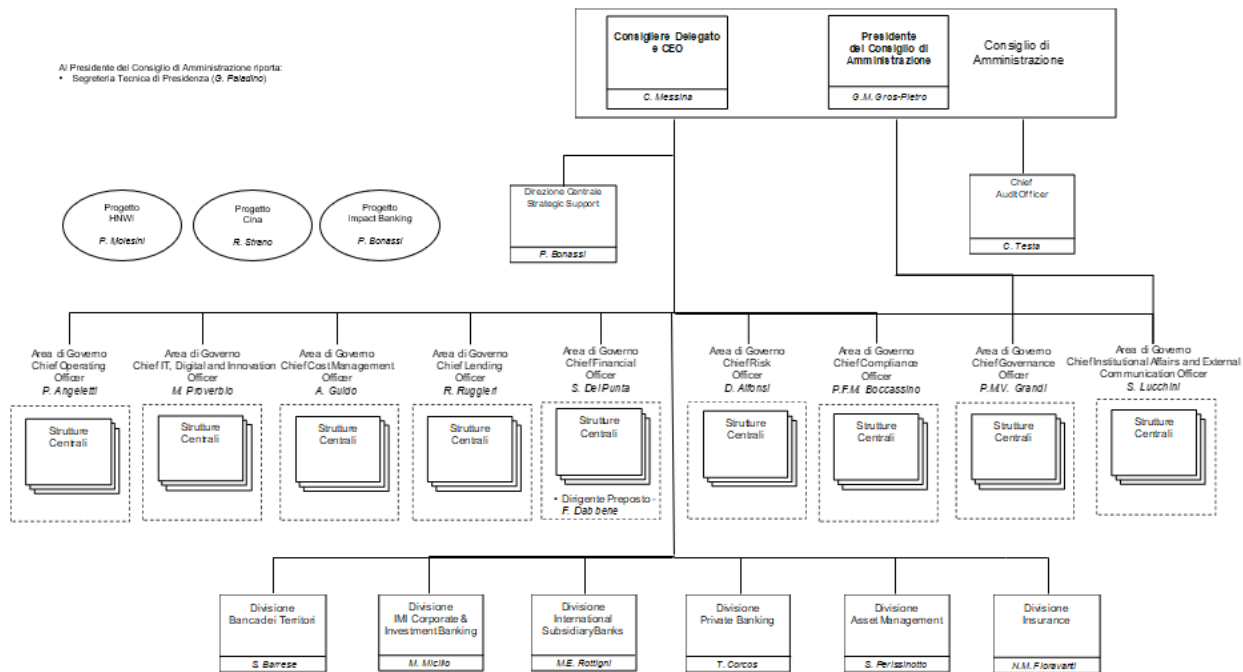 Consigliere Delegato
e CEO
C. Messina
Presidente
del Consiglio di
Amministrazione
G.M. Gros-Pietro
Consiglio di
Amministrazione
Al Presidente del Consiglio di Amministrazione riporta:
• Segreteria Tecnica di Presidenza (G. Paladino)
Progetto
HNWI
P. Molesini
Progetto
Cina
R. Strano
Progetto
Impact Banking
P. Bonassi
Direzione Centrale
Strategic Support
P. Bonassi
Chief
Audit Officer
C. Testa
Area di Governo
Chief Operating
Officer
P. Angeletti
Area di Governo
Chief IT, Digital and Innovation
Officer
M. Proverbio
Area di Governo
Chief Cost Management
Officer
A. Guido
Area di Governo
Chief Lending
Officer
R. Ruggieri
Area di Governo
Chief Financial
Officer
S. Del Punta
Area di Governo
Chief Risk
Officer
D. Alfonsi
Area di Governo
Chief Compliance
Officer
P.F.M. Boccassino
Area di Governo
Chief Governance
Officer
P.M.V. Grandi
Area di Governo
Chief Institutional Affairs and External
Communication Officer
S. Lucchini
Strutture
Centrali
Strutture
Centrali
Strutture
Centrali
Strutture
Centrali
Strutture
Centrali
• Dirigente Preposto -
F. Dabbene
Strutture
Centrali
Strutture
Centrali
Strutture
Centrali
Strutture
Centrali
Divisione
Banca dei Territori
S. Barrese
Divisione
IMI Corporate &
Investment Banking
M. Micillo
Divisione
International
Subsidiary Banks
M.E. Rottigni
Divisione
Private Banking
T. Corcos
Divisione
Asset Management
S. Perissinotto
Divisione
Insurance
N.M. Fioravanti